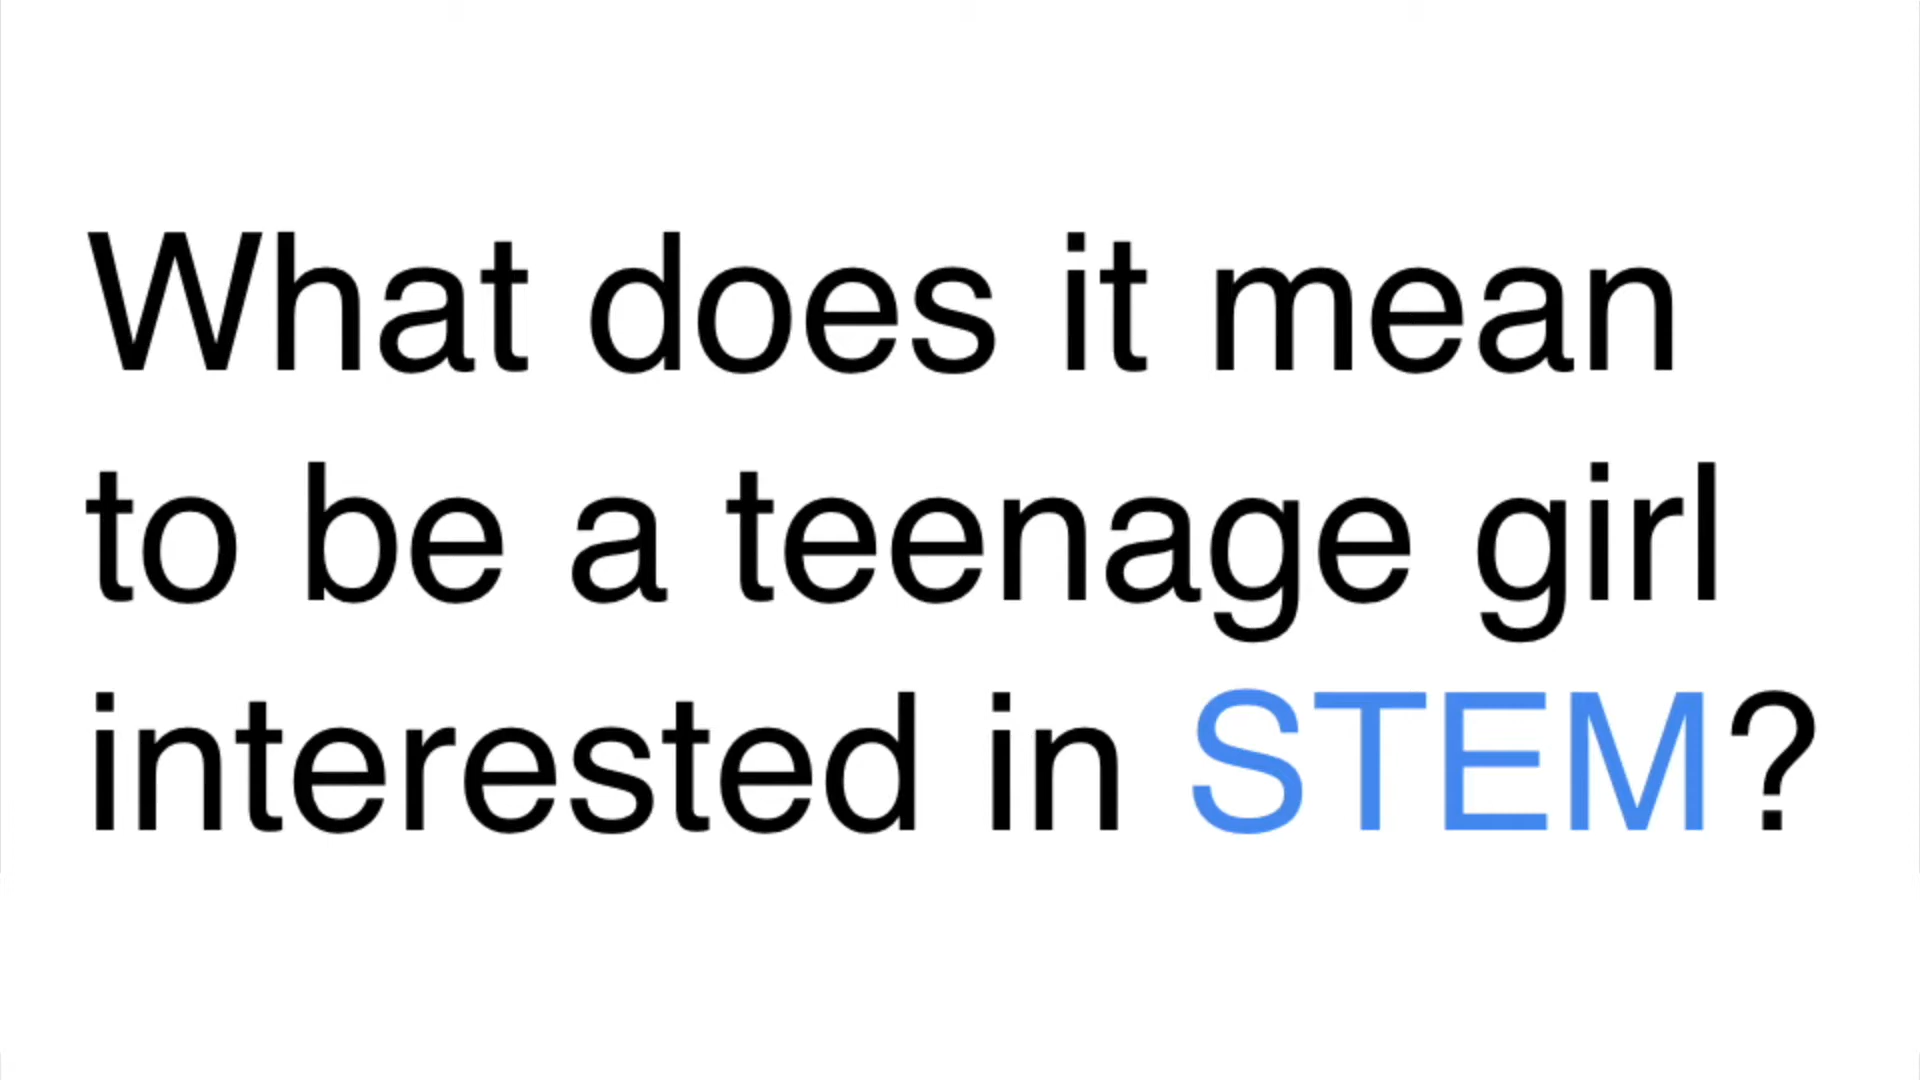 What does it mean
to be a teenage girl
interested in STEM?